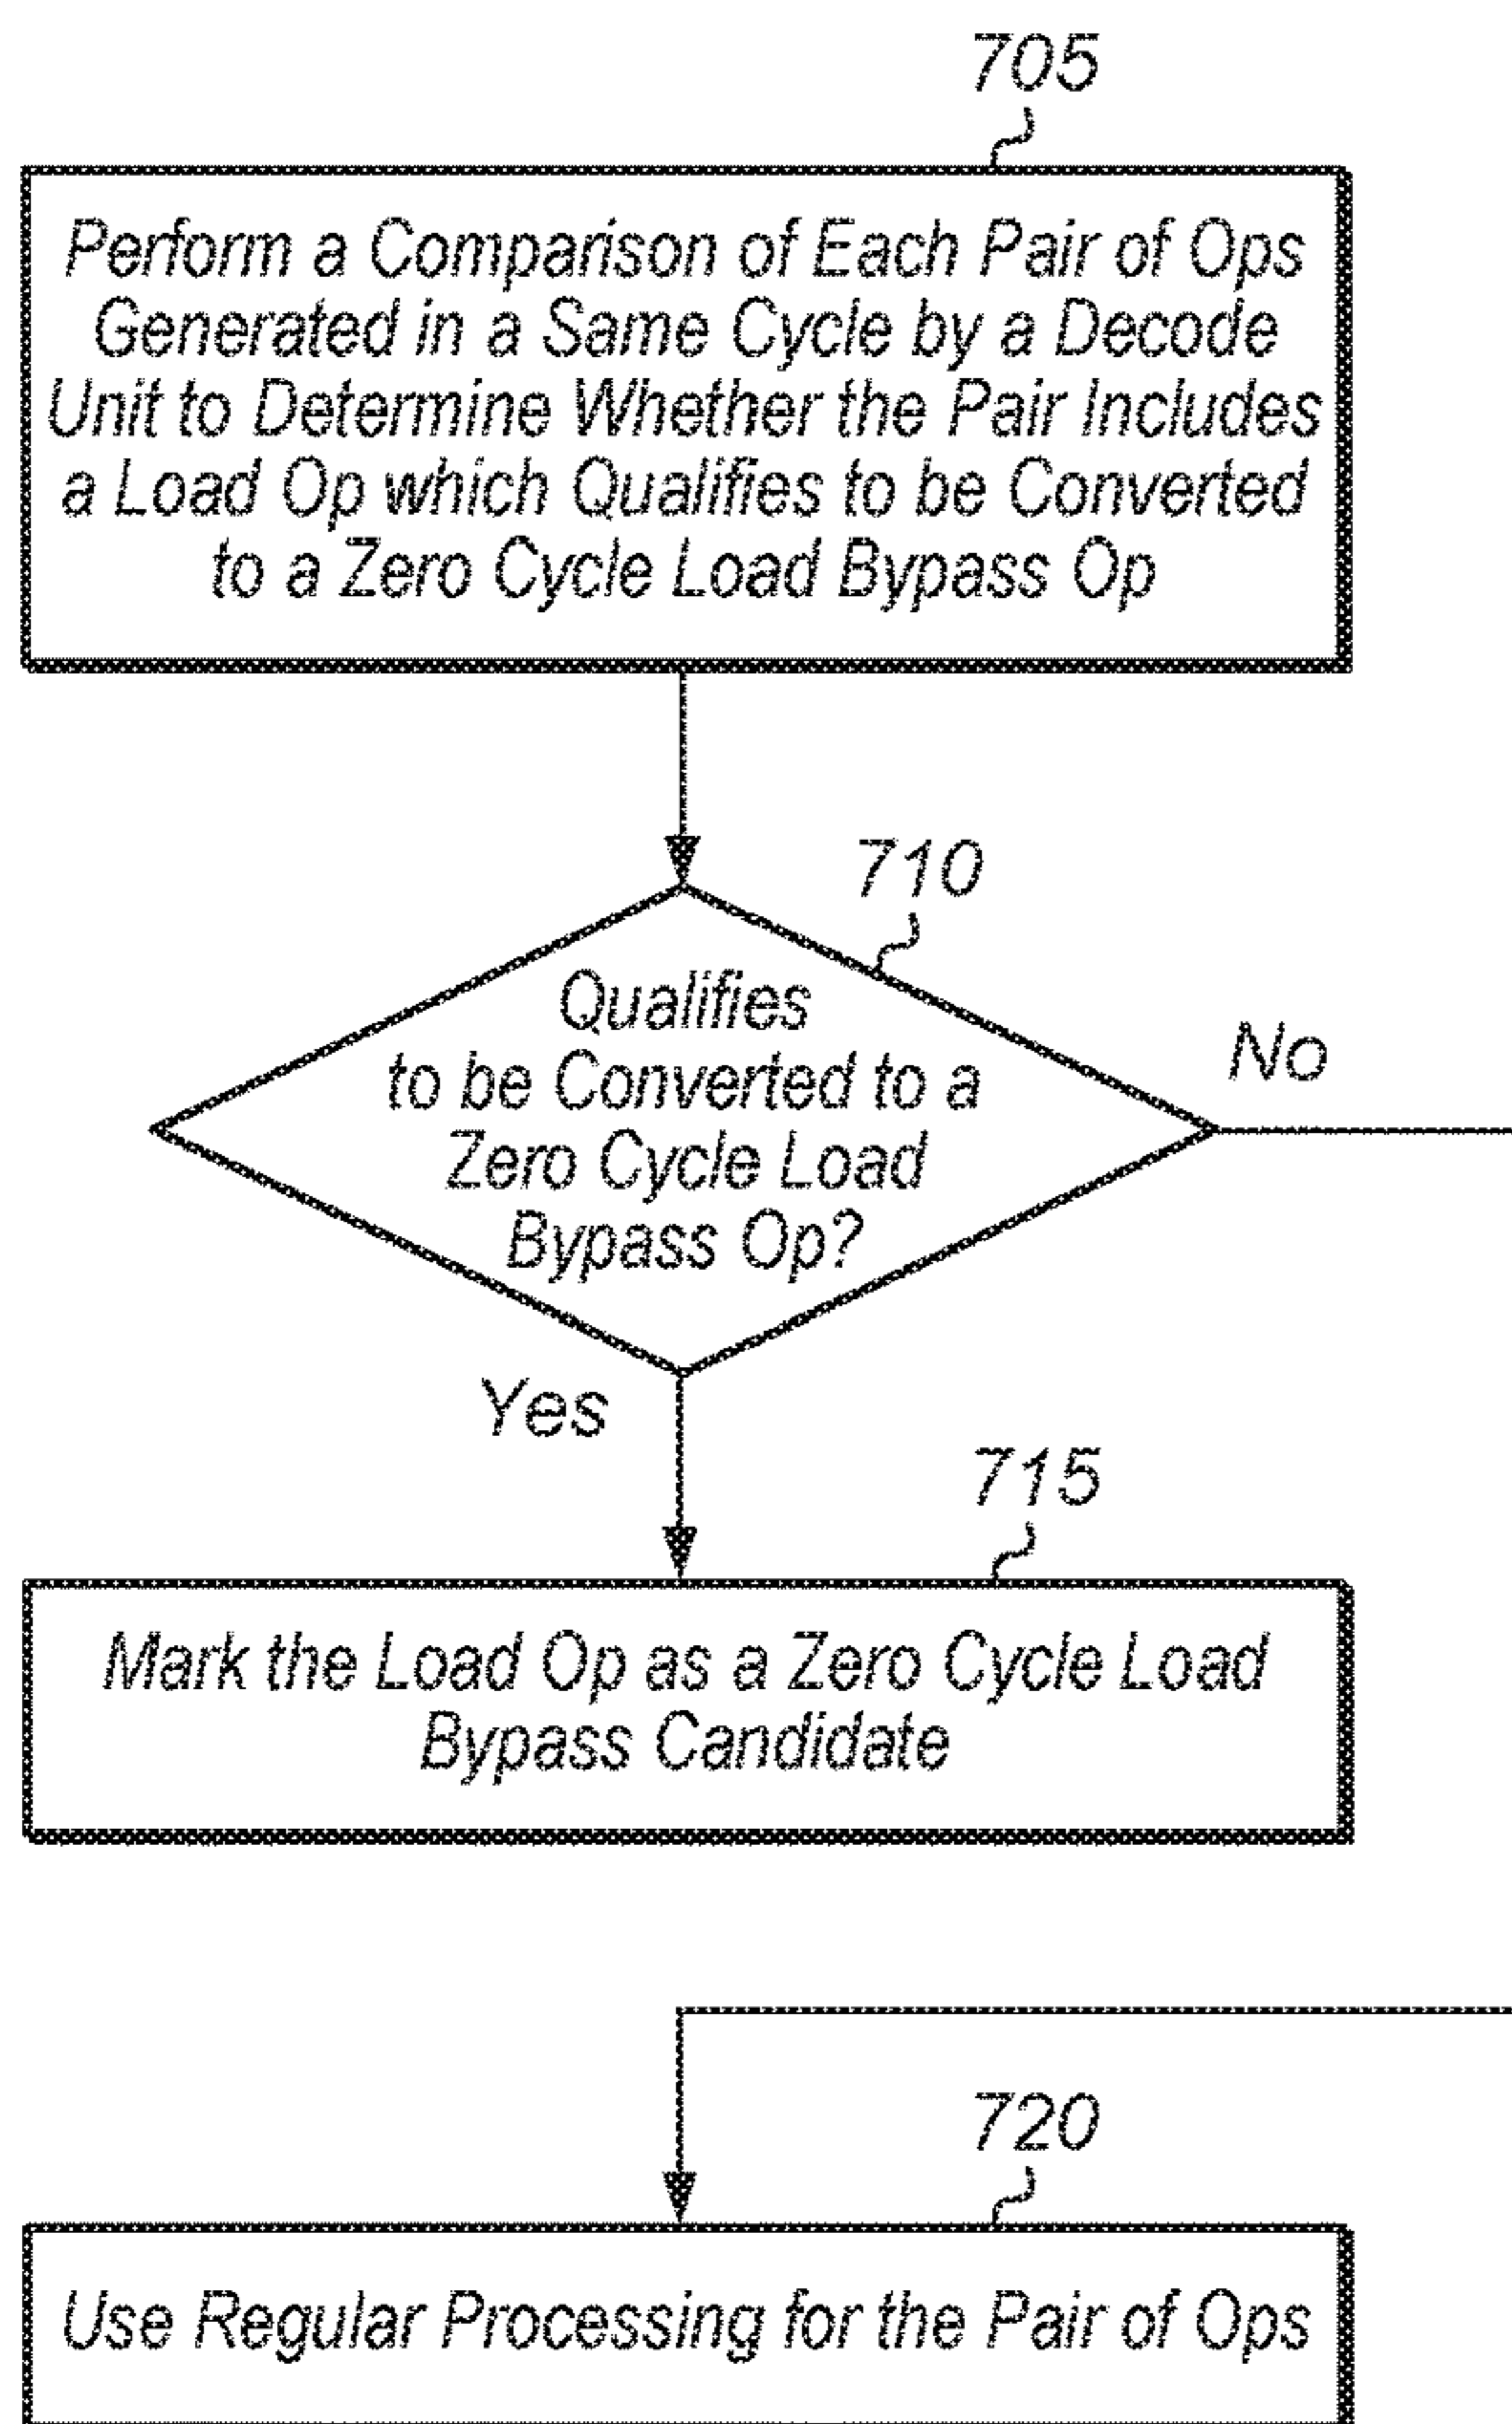 705
Perform a Comparison of Each Pair of Ops
Generated in a Same Cycle by a Decode
Unit to Determine Whether the Pair Includes
a Load Op which Qualifies to be Converted
to a Zero Cycle Load Bypass Op
710
Qualifies
to be Converted to a
Zero Cycle Load
Bypass Op?
No
Yes
715
Mark the Load Op as a Zero Cycle Load
Bypass Candidate
720
Use Regular Processing for the Pair of Ops